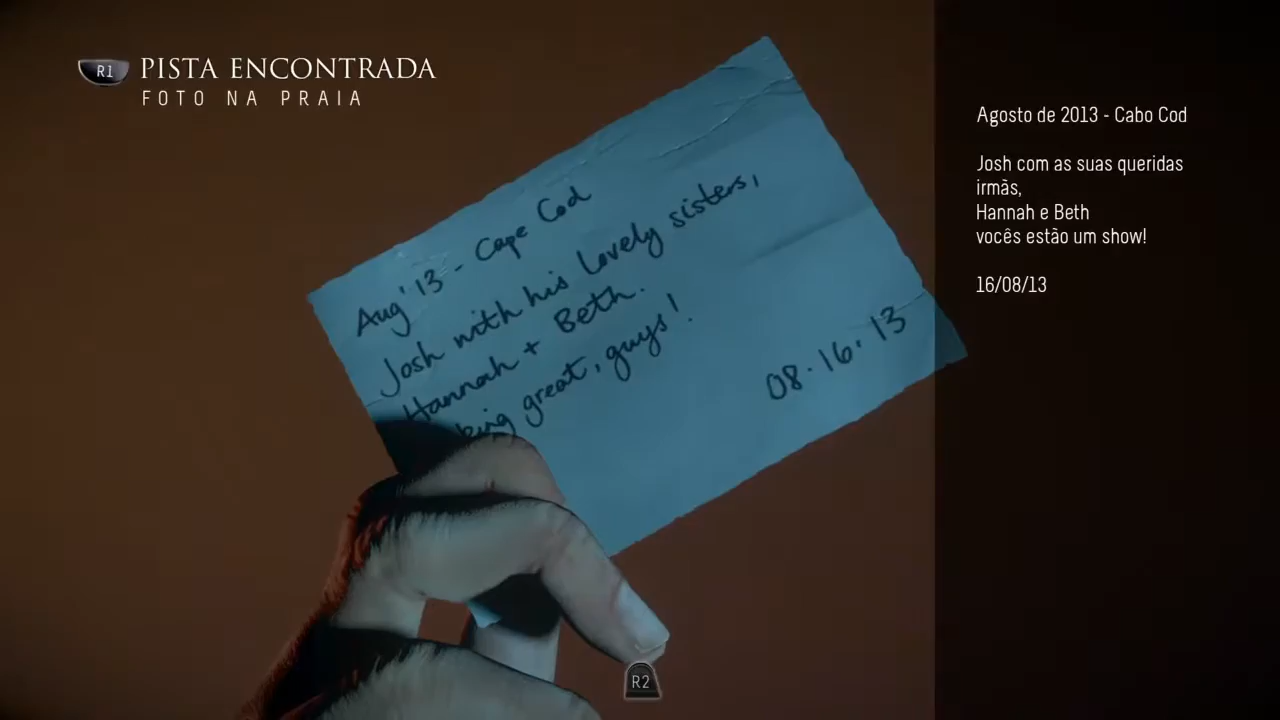 R1 PISTA ENCONTRADA
FOTO NA PRAIA
Aug' 13 - Cape Cod
Josh with his lovely sisters,
Hannah + Beth.
great, guys!
08.16.13
Agosto de 2013 - Cabo Cod
Josh com as suas queridas
irmãs,
Hannah e Beth
vocês estão um show!
16/08/13
R2